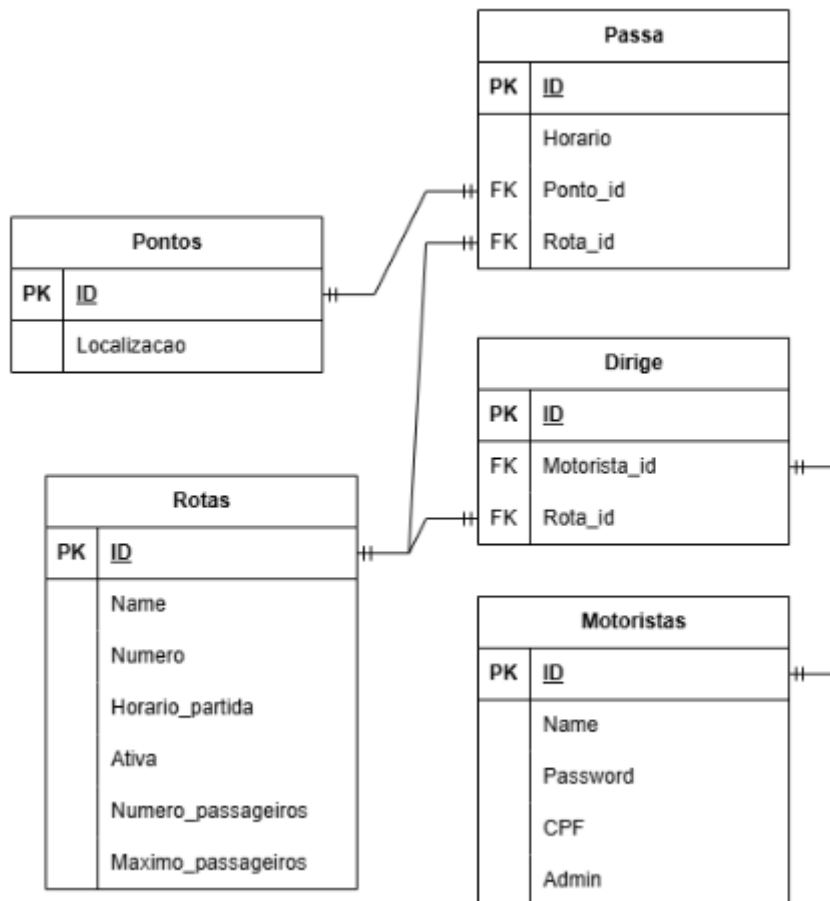 Passa
PK ID
Horario
FK Ponto_id
FK Rota_id
Pontos
PK ID
Localizacao
Dirige
PK ID
FK Motorista_id
FK Rota_id
Rotas
PK ID
Name
Numero
Horario_partida
Ativa
Numero_passageiros
Maximo_passageiros
Motoristas
PK ID
Name
Password
CPF
Admin